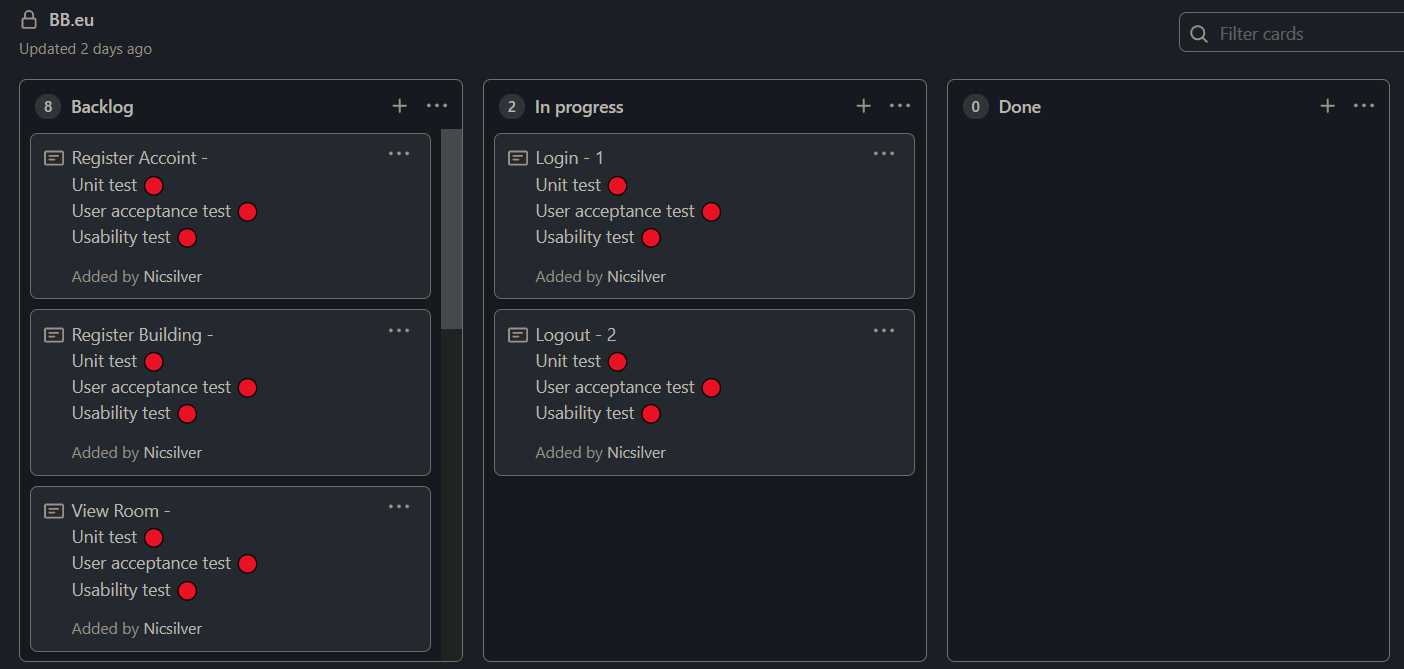 BB.eu
Updated 2 days ago
Filter cards
8 Backlog
Register Accoint -
Unit test
User acceptance test
Usability test
Added by Nicsilver
Register Building -
Unit test
User acceptance test
Usability test
Added by Nicsilver
View Room -
Unit test
User acceptance test
Usability test
Added by Nicsilver
2 In progress
Login - 1
Unit test
User acceptance test
Usability test
Added by Nicsilver
Logout - 2
Unit test
User acceptance test
Usability test
Added by Nicsilver
0 Done